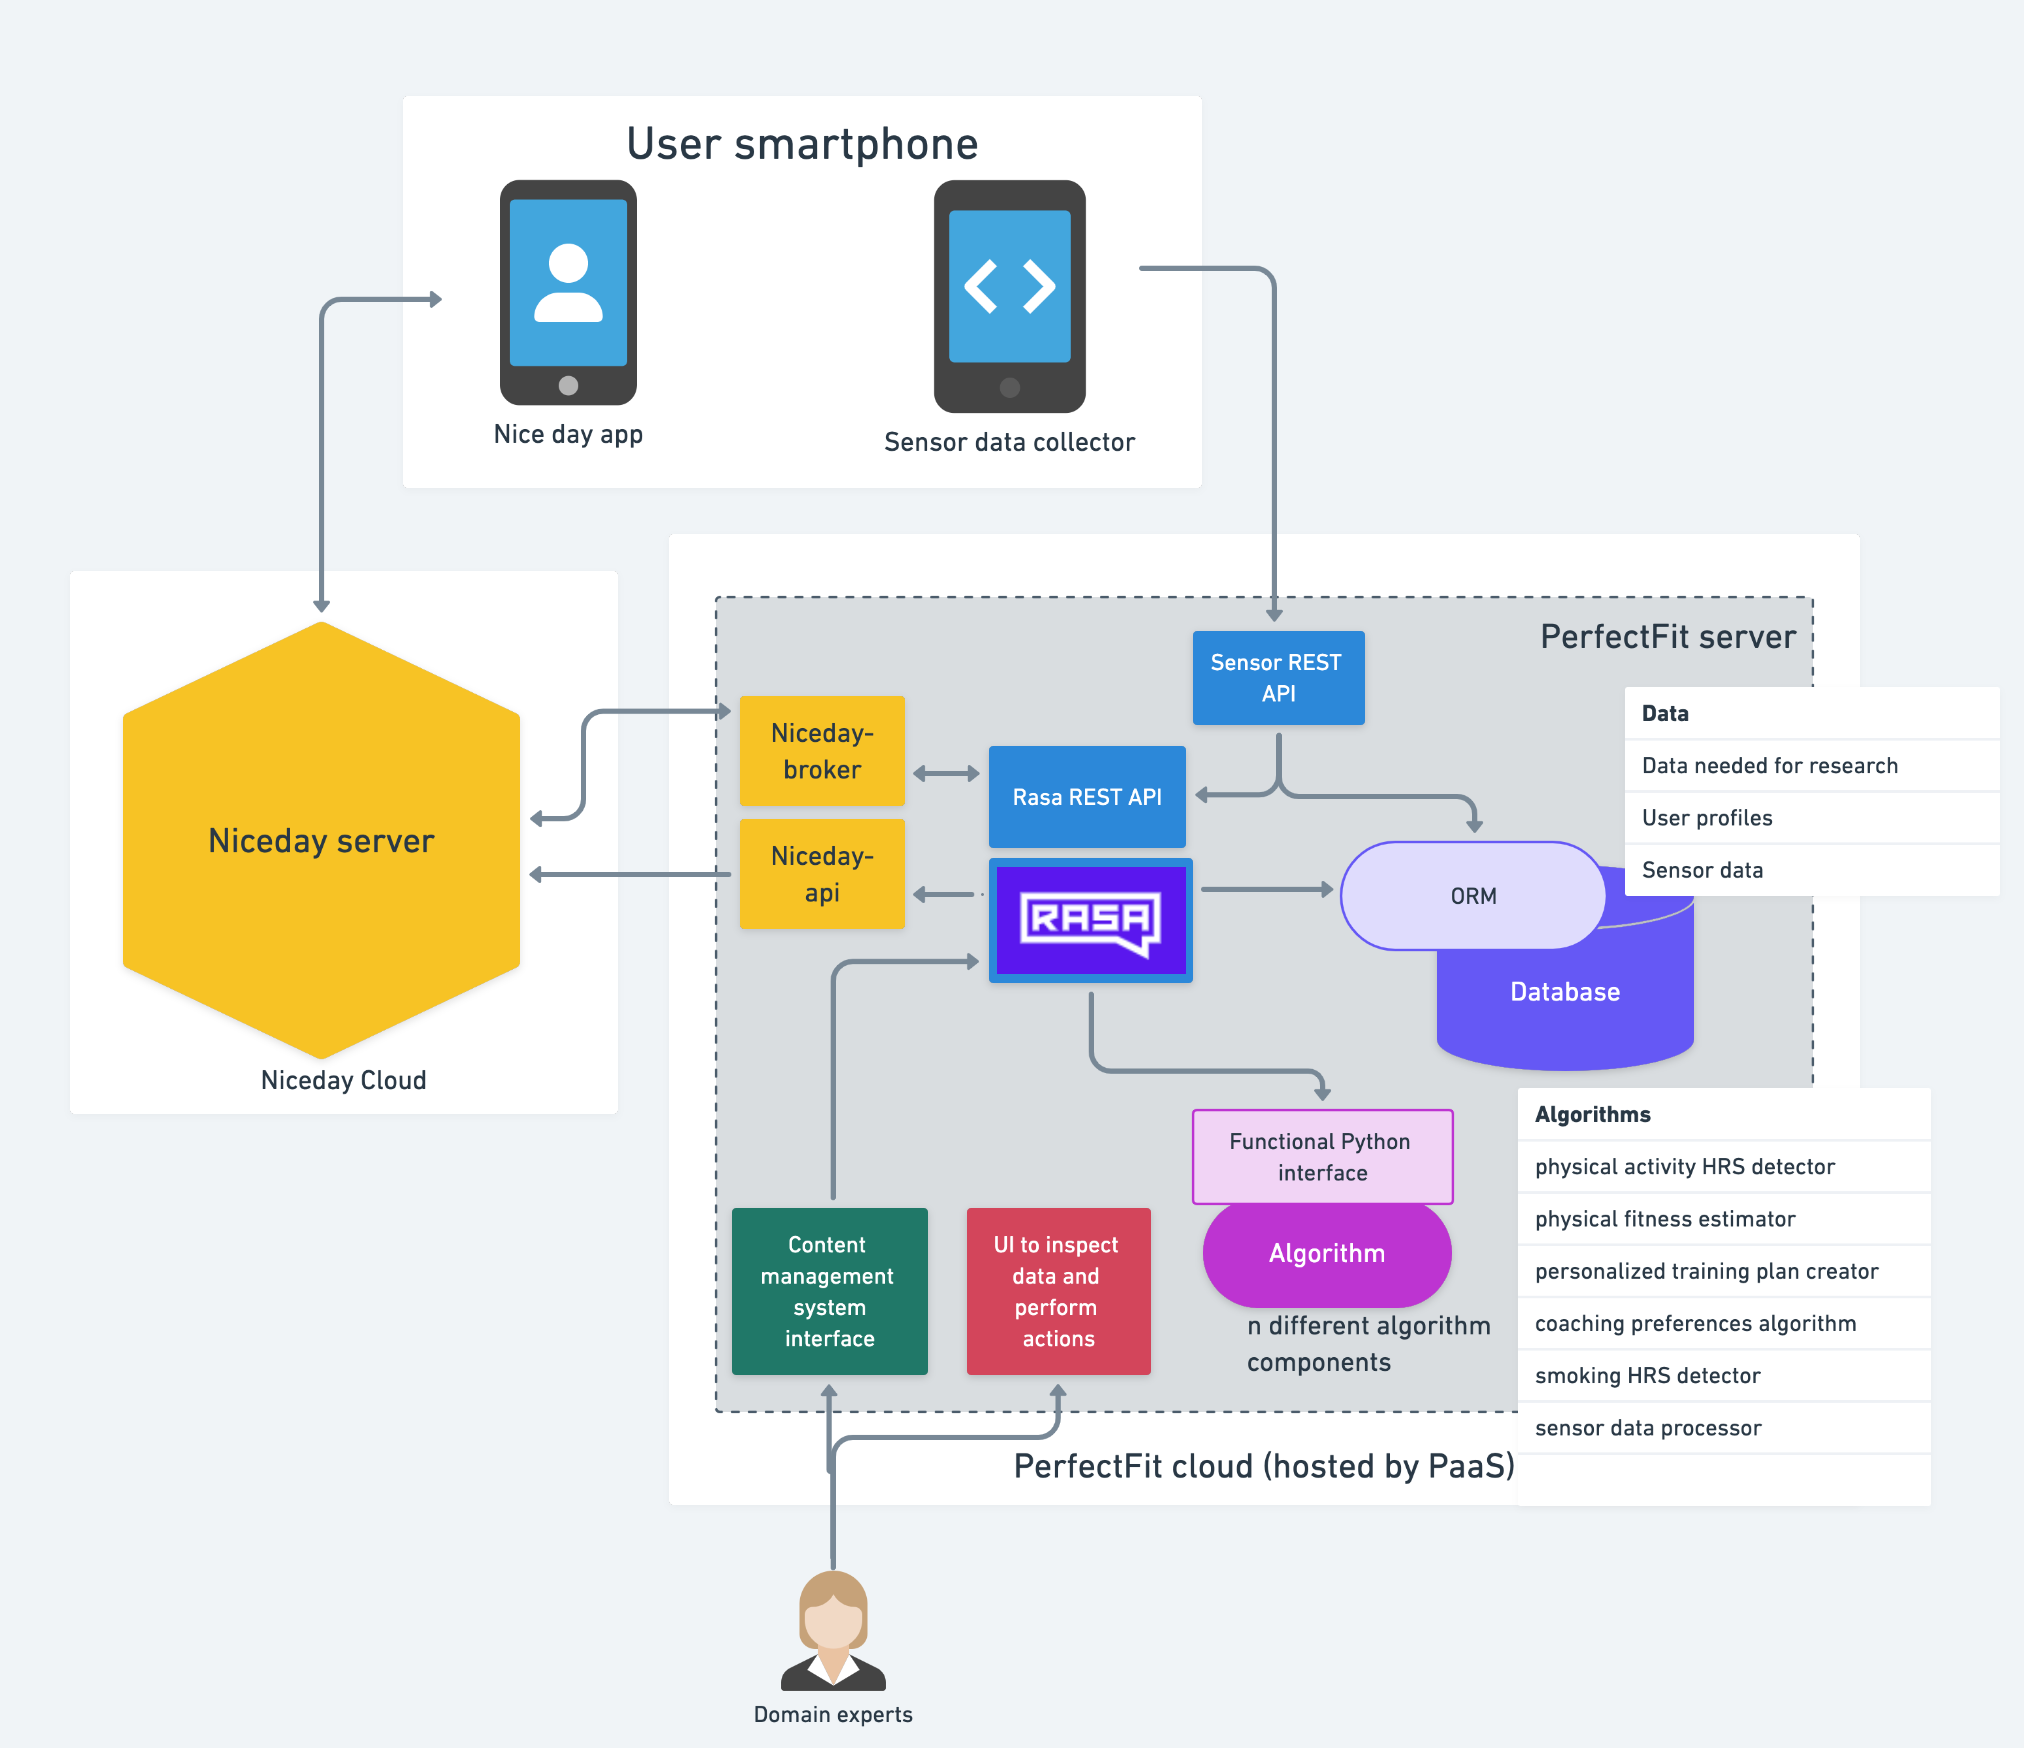 User smartphone
Nice day app
Sensor data collector
PerfectFit server
Sensor REST
API
Data
Data needed for research
User profiles
Sensor data
Niceday-
broker
Rasa REST API
Niceday server
Niceday-
api
RASA
ORM
Database
Niceday Cloud
Functional Python
interface
Algorithm
n different algorithm
components
Algorithms
physical activity HRS detector
physical fitness estimator
personalized training plan creator
coaching preferences algorithm
smoking HRS detector
sensor data processor
Content
management
system
interface
UI to inspect
data and
perform
actions
PerfectFit cloud (hosted by PaaS)
Domain experts